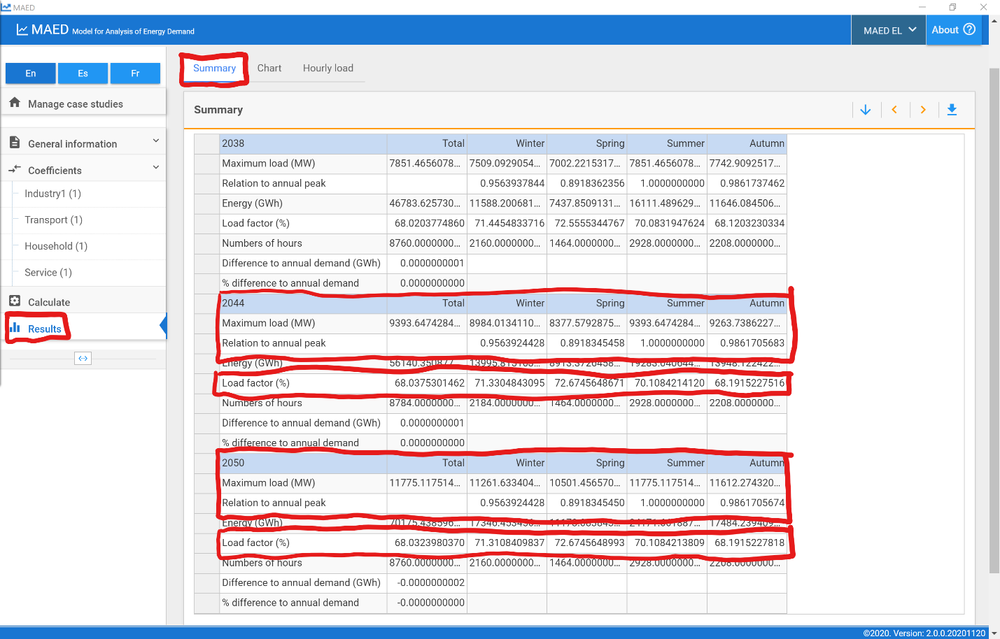 MAED
MAED Model for Analysis of Energy Demand
MAED EL
About
En Es Fr
Manage case studies
General information
Coefficients
Industry1 (1)
Transport (1)
Household (1)
Service (1)
Calculate
Results
Summary Chart Hourly load
Summary
2038 Total Winter Spring Summer Autumn
Maximum load (MW) 7851.4656078... 7509.0929054... 7002.2215317... 7851.4656078... 7742.9092517...
Relation to annual peak 0.9563937844 0.8918362356 1.0000000000 0.9861737462
Energy (GWh) 46783.625730... 11588.200681... 7437.8509131... 16111.489629... 11646.084506...
Load factor (%) 68.0203774860 71.4454833716 72.5555344767 70.0831947624 68.1203230334
Numbers of hours 8760.0000000... 2160.0000000... 1464.0000000... 2928.0000000... 2208.0000000...
Difference to annual demand (GWh) 0.0000000001
% difference to annual demand 0.0000000000
2044 Total Winter Spring Summer Autumn
Maximum load (MW) 9393.6474284... 8984.0134110... 8377.5792875... 9393.6474284... 9263.7386227...
Relation to annual peak 0.9563924428 0.8918345458 1.0000000000 0.9861705683
Energy (GWh) 56140.350877...
Load factor (%) 68.0375301462 71.3304843095 72.6745648671 70.1084214120 68.1915227516
Numbers of hours 8784.0000000... 2184.0000000... 1464.0000000... 2928.0000000... 2208.0000000...
Difference to annual demand (GWh) 0.0000000001
% difference to annual demand 0.0000000000
2050 Total Winter Spring Summer Autumn
Maximum load (MW) 11775.117514... 11261.633404... 10501.456570... 11775.117514... 11612.274320...
Relation to annual peak 0.9563924428 0.8918345450 1.0000000000 0.9861705674
Energy (GWh) 70175.438596... 17484.239409...
Load factor (%) 68.0323980370 71.3108409837 72.6745648993 70.1084213809 68.1915227818
Numbers of hours 8760.0000000... 2160.0000000... 1464.0000000... 2928.0000000... 2208.0000000...
Difference to annual demand (GWh) -0.0000000002
% difference to annual demand -0.0000000000
©2020. Version: 2.0.0.20201120